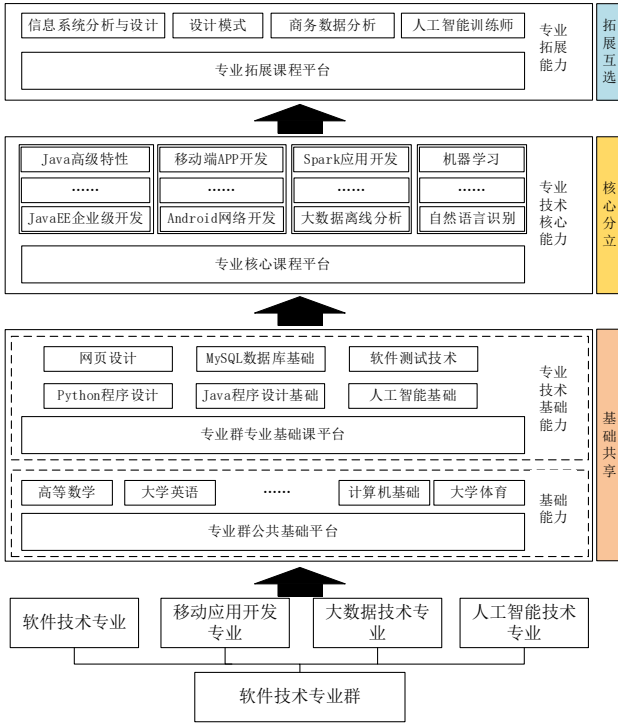 信息系统分析与设计
设计模式
商务数据分析
人工智能训练师
专业拓展课程平台
专业
拓展
能力
拓展互选
Java高级特性
移动端APP开发
Spark应用开发
机器学习
……
……
……
……
JavaEE企业级开发
Android网络开发
大数据离线分析
自然语言识别
专业核心课程平台
专业
技术
核心
能力
核心分立
网页设计
MySQL数据库基础
软件测试技术
Python程序设计
Java程序设计基础
人工智能基础
专业群专业基础课平台
专业
技术
基础
能力
高等数学
大学英语
……
计算机基础
大学体育
专业群公共基础平台
基础
能力
基础共享
软件技术专业
移动应用开发
专业
大数据技术专
业
人工智能技术
专业
软件技术专业群